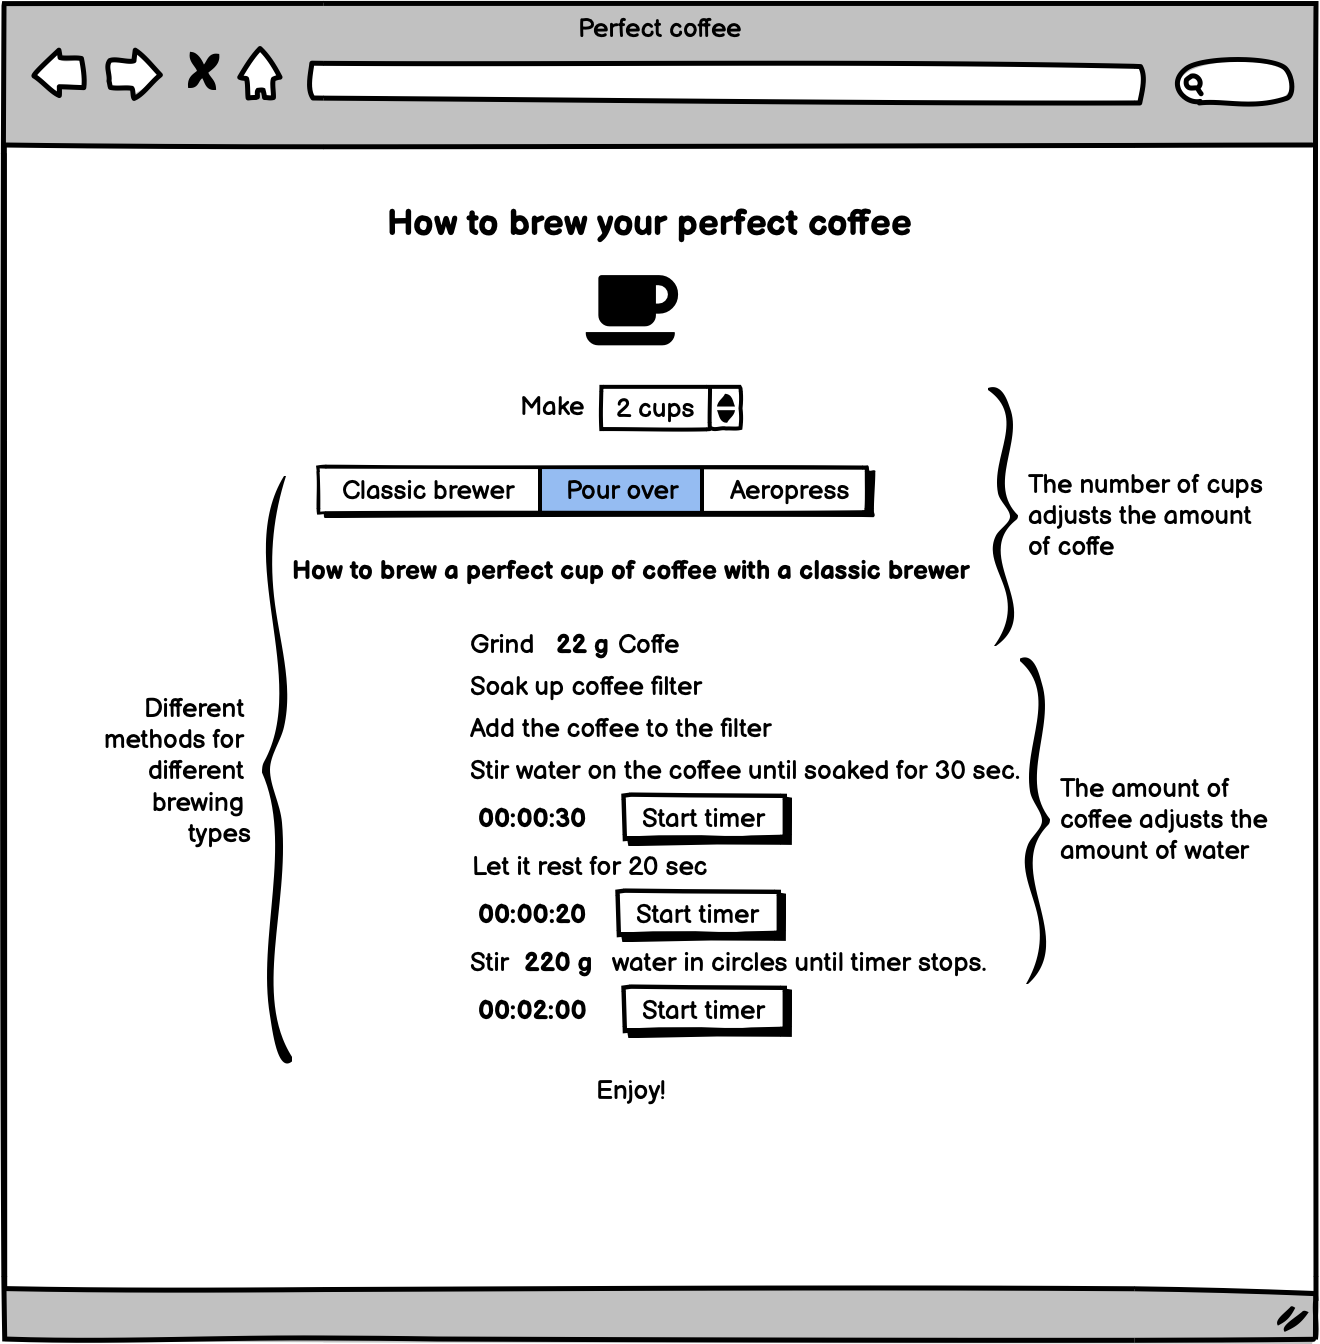 Perfect coffee
How to brew your perfect coffee
Make 2 cups
Classic brewer Pour over Aeropress
The number of cups
adjusts the amount
of coffe
How to brew a perfect cup of coffee with a classic brewer
Grind 22 g Coffe
Soak up coffee filter
Add the coffee to the filter
Stir water on the coffee until soaked for 30 sec.
00:00:30 Start timer
Let it rest for 20 sec
00:00:20 Start timer
Stir 220 g water in circles until timer stops.
00:02:00 Start timer
Enjoy!
Different
methods for
different
brewing
types
The amount of
coffee adjusts the
amount of water